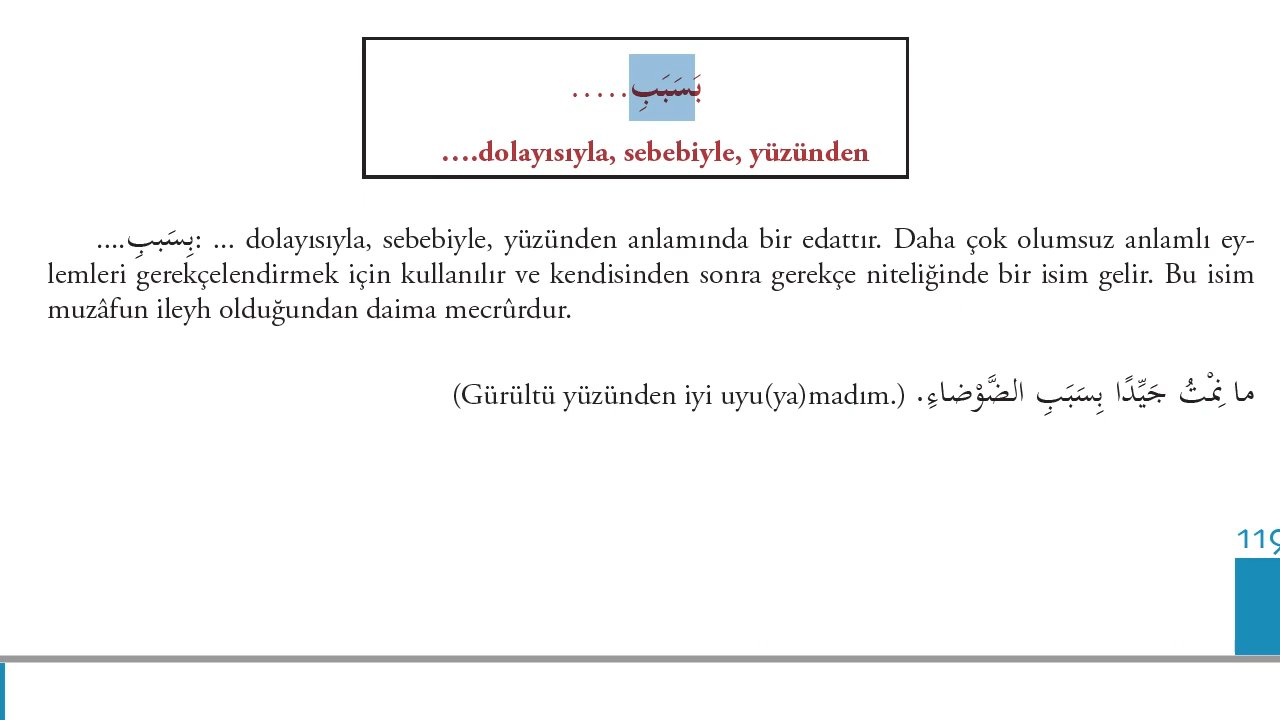 بَسَبَبِ.....
....dolayısıyla, sebebiyle, yüzünden
....بِسَببِ: ... dolayısıyla, sebebiyle, yüzünden anlamında bir edattır. Daha çok olumsuz anlamlı ey-
lemleri gerekçelendirmek için kullanılır ve kendisinden sonra gerekçe niteliğinde bir isim gelir. Bu isim
muzâfun ileyh olduğundan daima mecrûrdur.
ما نِمْتُ جَيِّدًا بِسَبَبِ الضَّوْضاءِ. (Gürültü yüzünden iyi uyu(ya)madım.)
119